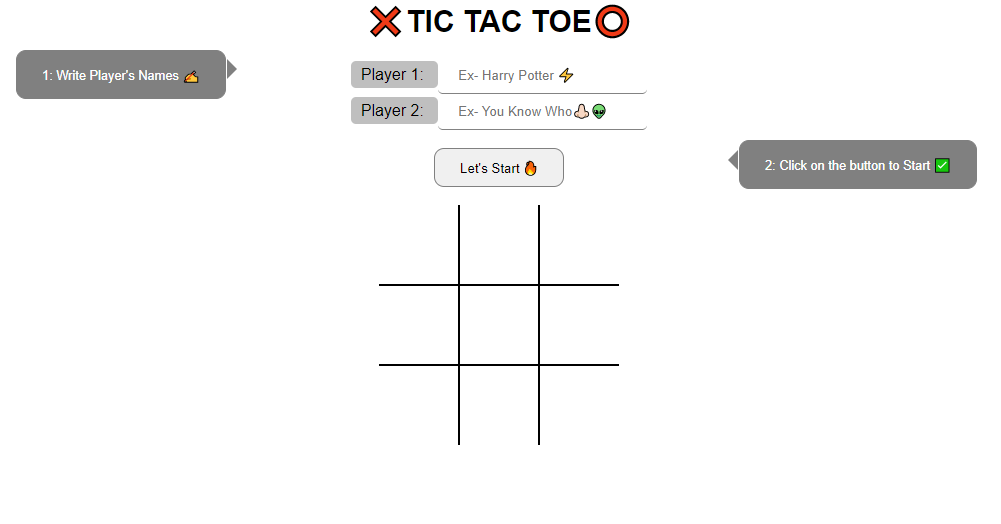 ❌ TIC TAC TOE⭕
1: Write Player's Names ✍
Player 1: Ex- Harry Potter ⚡
Player 2: Ex- You Know Who👃🏻👽
Let's Start 🔥
2: Click on the button to Start ✅